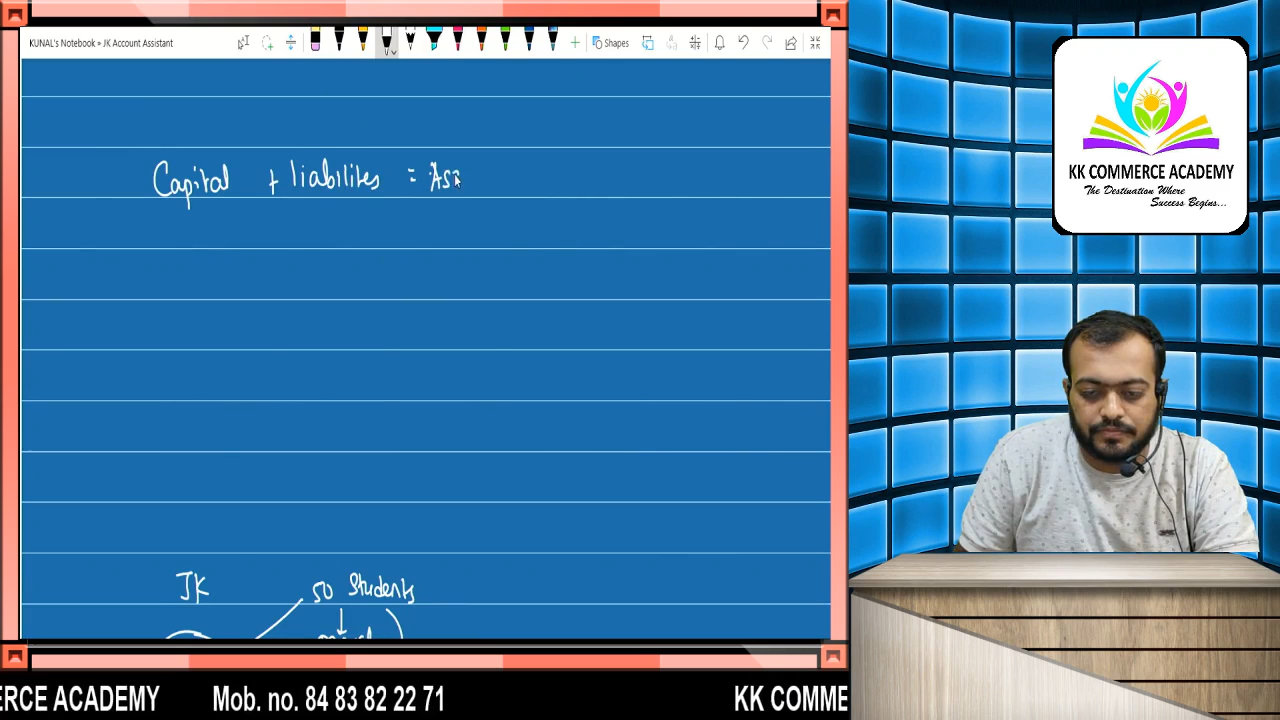 KUNAL's Notebook » JK Account Assistant
Shapes
KK COMMERCE ACADEMY
The Destination Where
Success Begins...
Capital + liabilites = Ass
JK
50 Students
ERCE ACADEMY Mob. no. 84 83 82 22 71 KK COMME